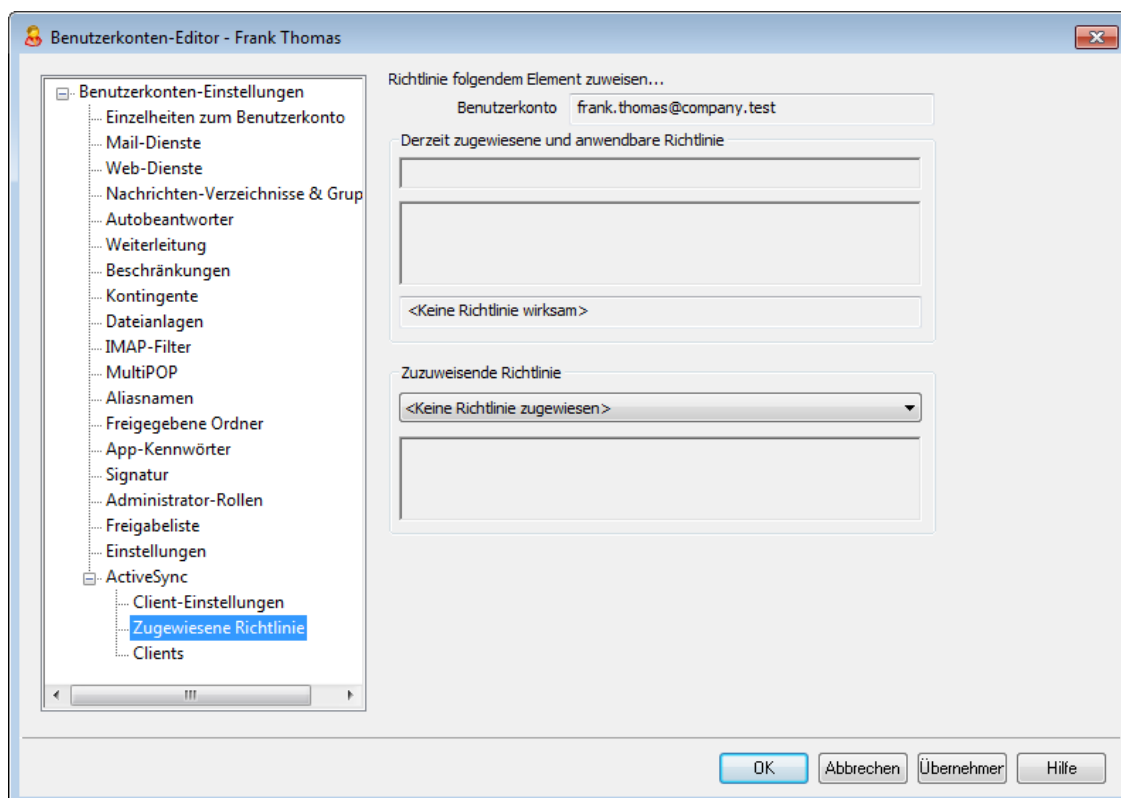 Benutzerkonten-Editor - Frank Thomas
Benutzerkonten-Einstellungen
Einzelheiten zum Benutzerkonto
Mail-Dienste
Web-Dienste
Nachrichten-Verzeichnisse & Grup
Autobeantworter
Weiterleitung
Beschränkungen
Kontingente
Dateianlagen
IMAP-Filter
MultiPOP
Aliasnamen
Freigegebene Ordner
App-Kennwörter
Signatur
Administrator-Rollen
Freigabeliste
Einstellungen
ActiveSync
Client-Einstellungen
Zugewiesene Richtlinie
Clients
Richtlinie folgendem Element zuweisen...
Benutzerkonto frank.thomas@company.test
Derzeit zugewiesene und anwendbare Richtlinie
<Keine Richtlinie wirksam>
Zuzuweisende Richtlinie
<Keine Richtlinie zugewiesen>
OK Abbrechen Übernehmer Hilfe